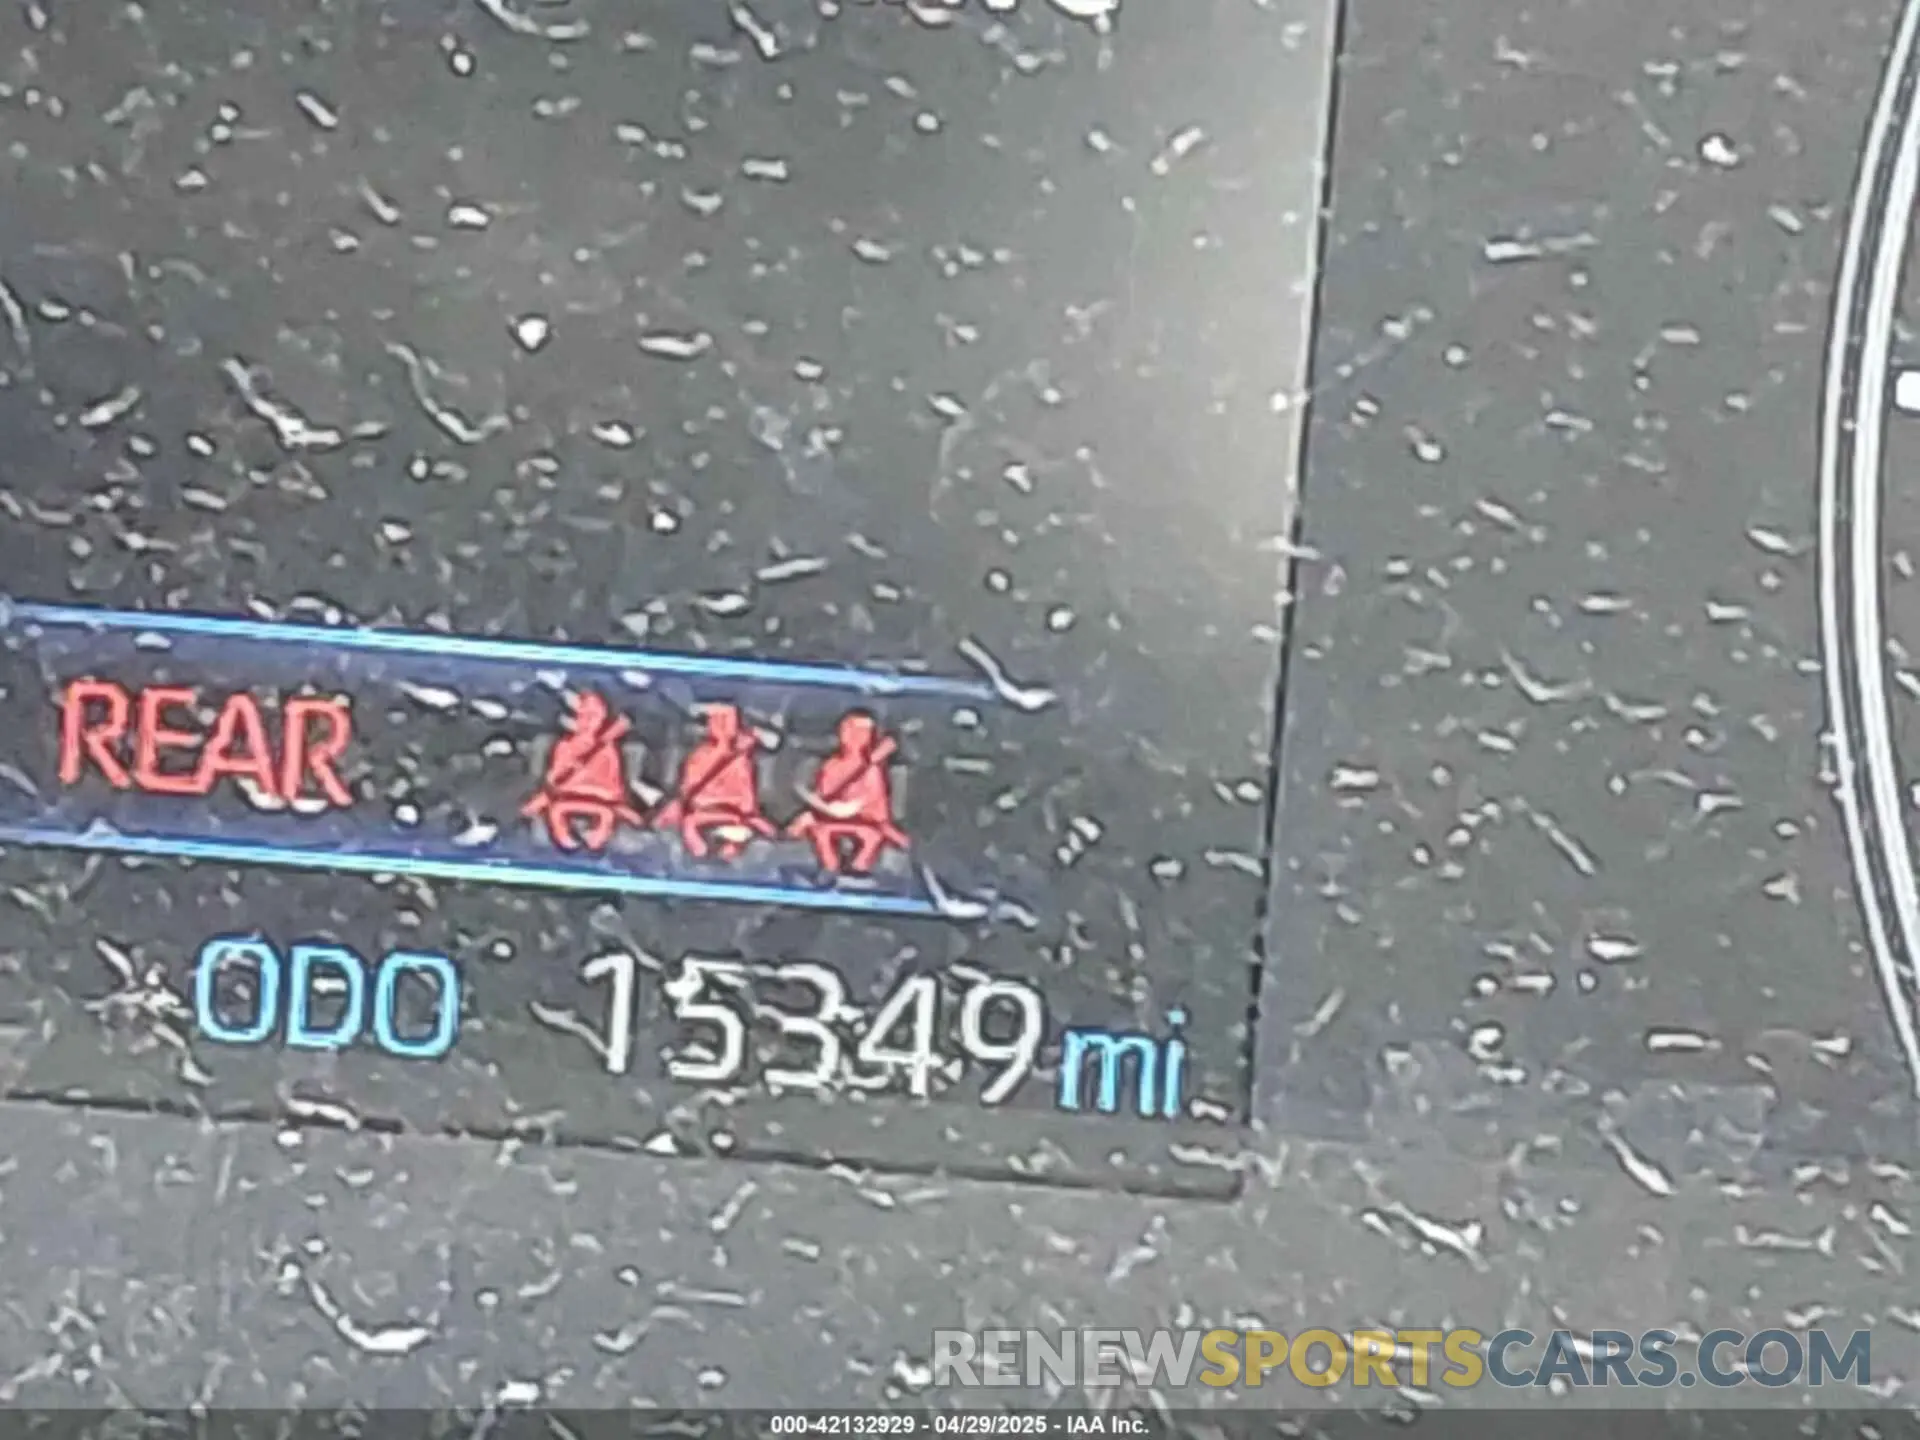 REAR
ODO 15349 mi
RENEWSPORTSCARS.COM
000-42132929 - 04/29/2025 - IAA Inc.